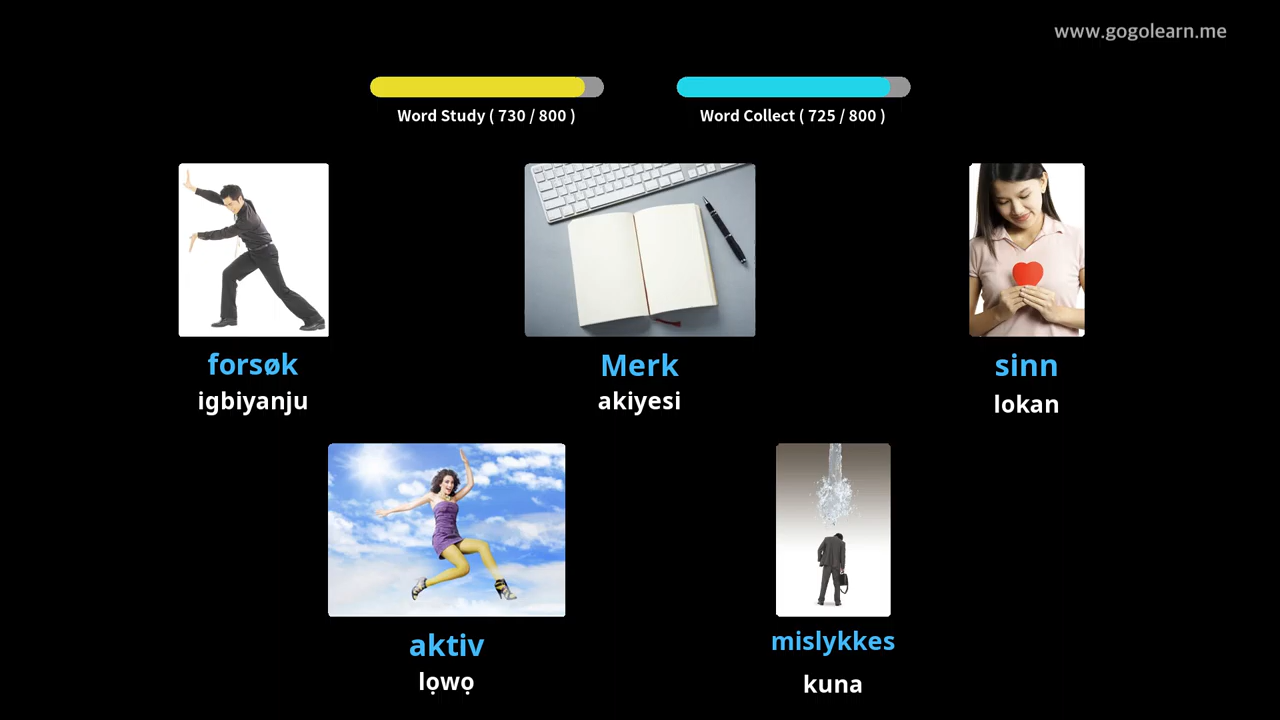 www.gogolearn.me
Word Study ( 730 / 800 )
Word Collect ( 725 / 800 )
forsøk
igbiyanju
Merk
akiyesi
sinn
lokan
aktiv
lọwọ
mislykkes
kuna